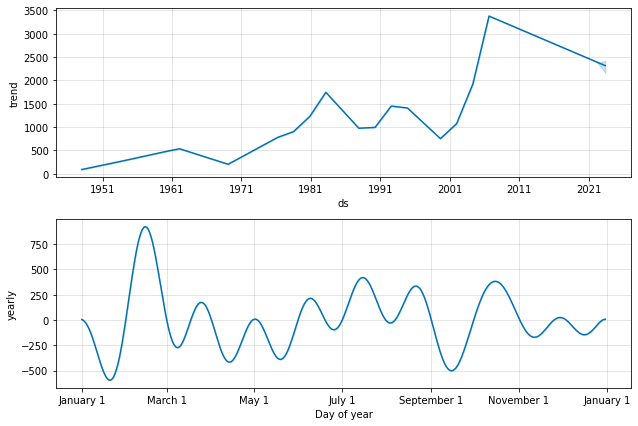 3500
3000
2500
2000
1500
1000
500
0
trend
1951 1961 1971 1981 1991 2001 2011 2021
ds
750
500
250
0
−250
−500
yearly
January 1 March 1 May 1 July 1 September 1 November 1 January 1
Day of year